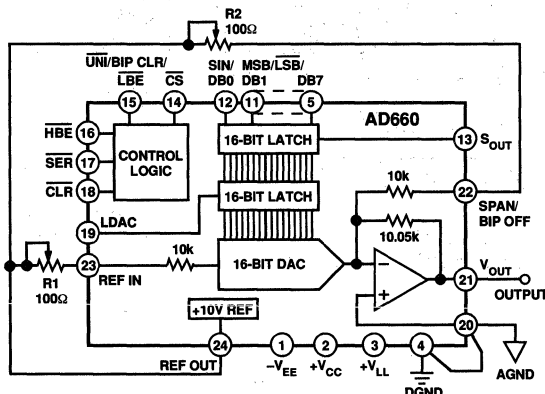 R2
100Ω
UNI/BIP CLR/
LBE
CS
SIN/
DB0
MSB/LSB/
DB1
DB7
15
14
12
11
5
AD660
HBE
16
SER
17
CLR
18
CONTROL
LOGIC
16-BIT LATCH
13
SOUT
16-BIT LATCH
10k
22
SPAN/
BIP OFF
LDAC
19
10.05k
10k
16-BIT DAC
23
REF IN
R1
100Ω
−
+
21
VOUT
OUTPUT
+10V REF
20
24
REF OUT
1
−VEE
2
+VCC
3
+VLL
4
DGND
AGND